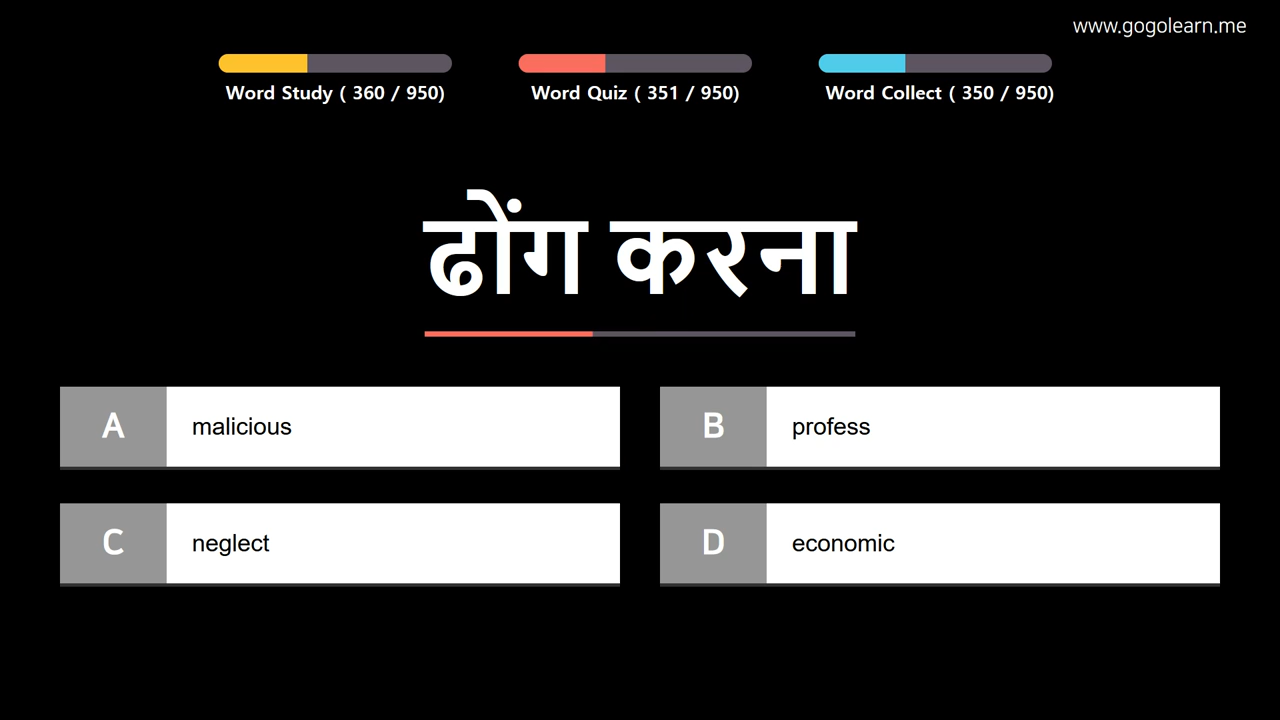 www.gogolearn.me
Word Study ( 360 / 950)
Word Quiz ( 351 / 950)
Word Collect ( 350 / 950)
ढोंग करना
A malicious
B profess
C neglect
D economic